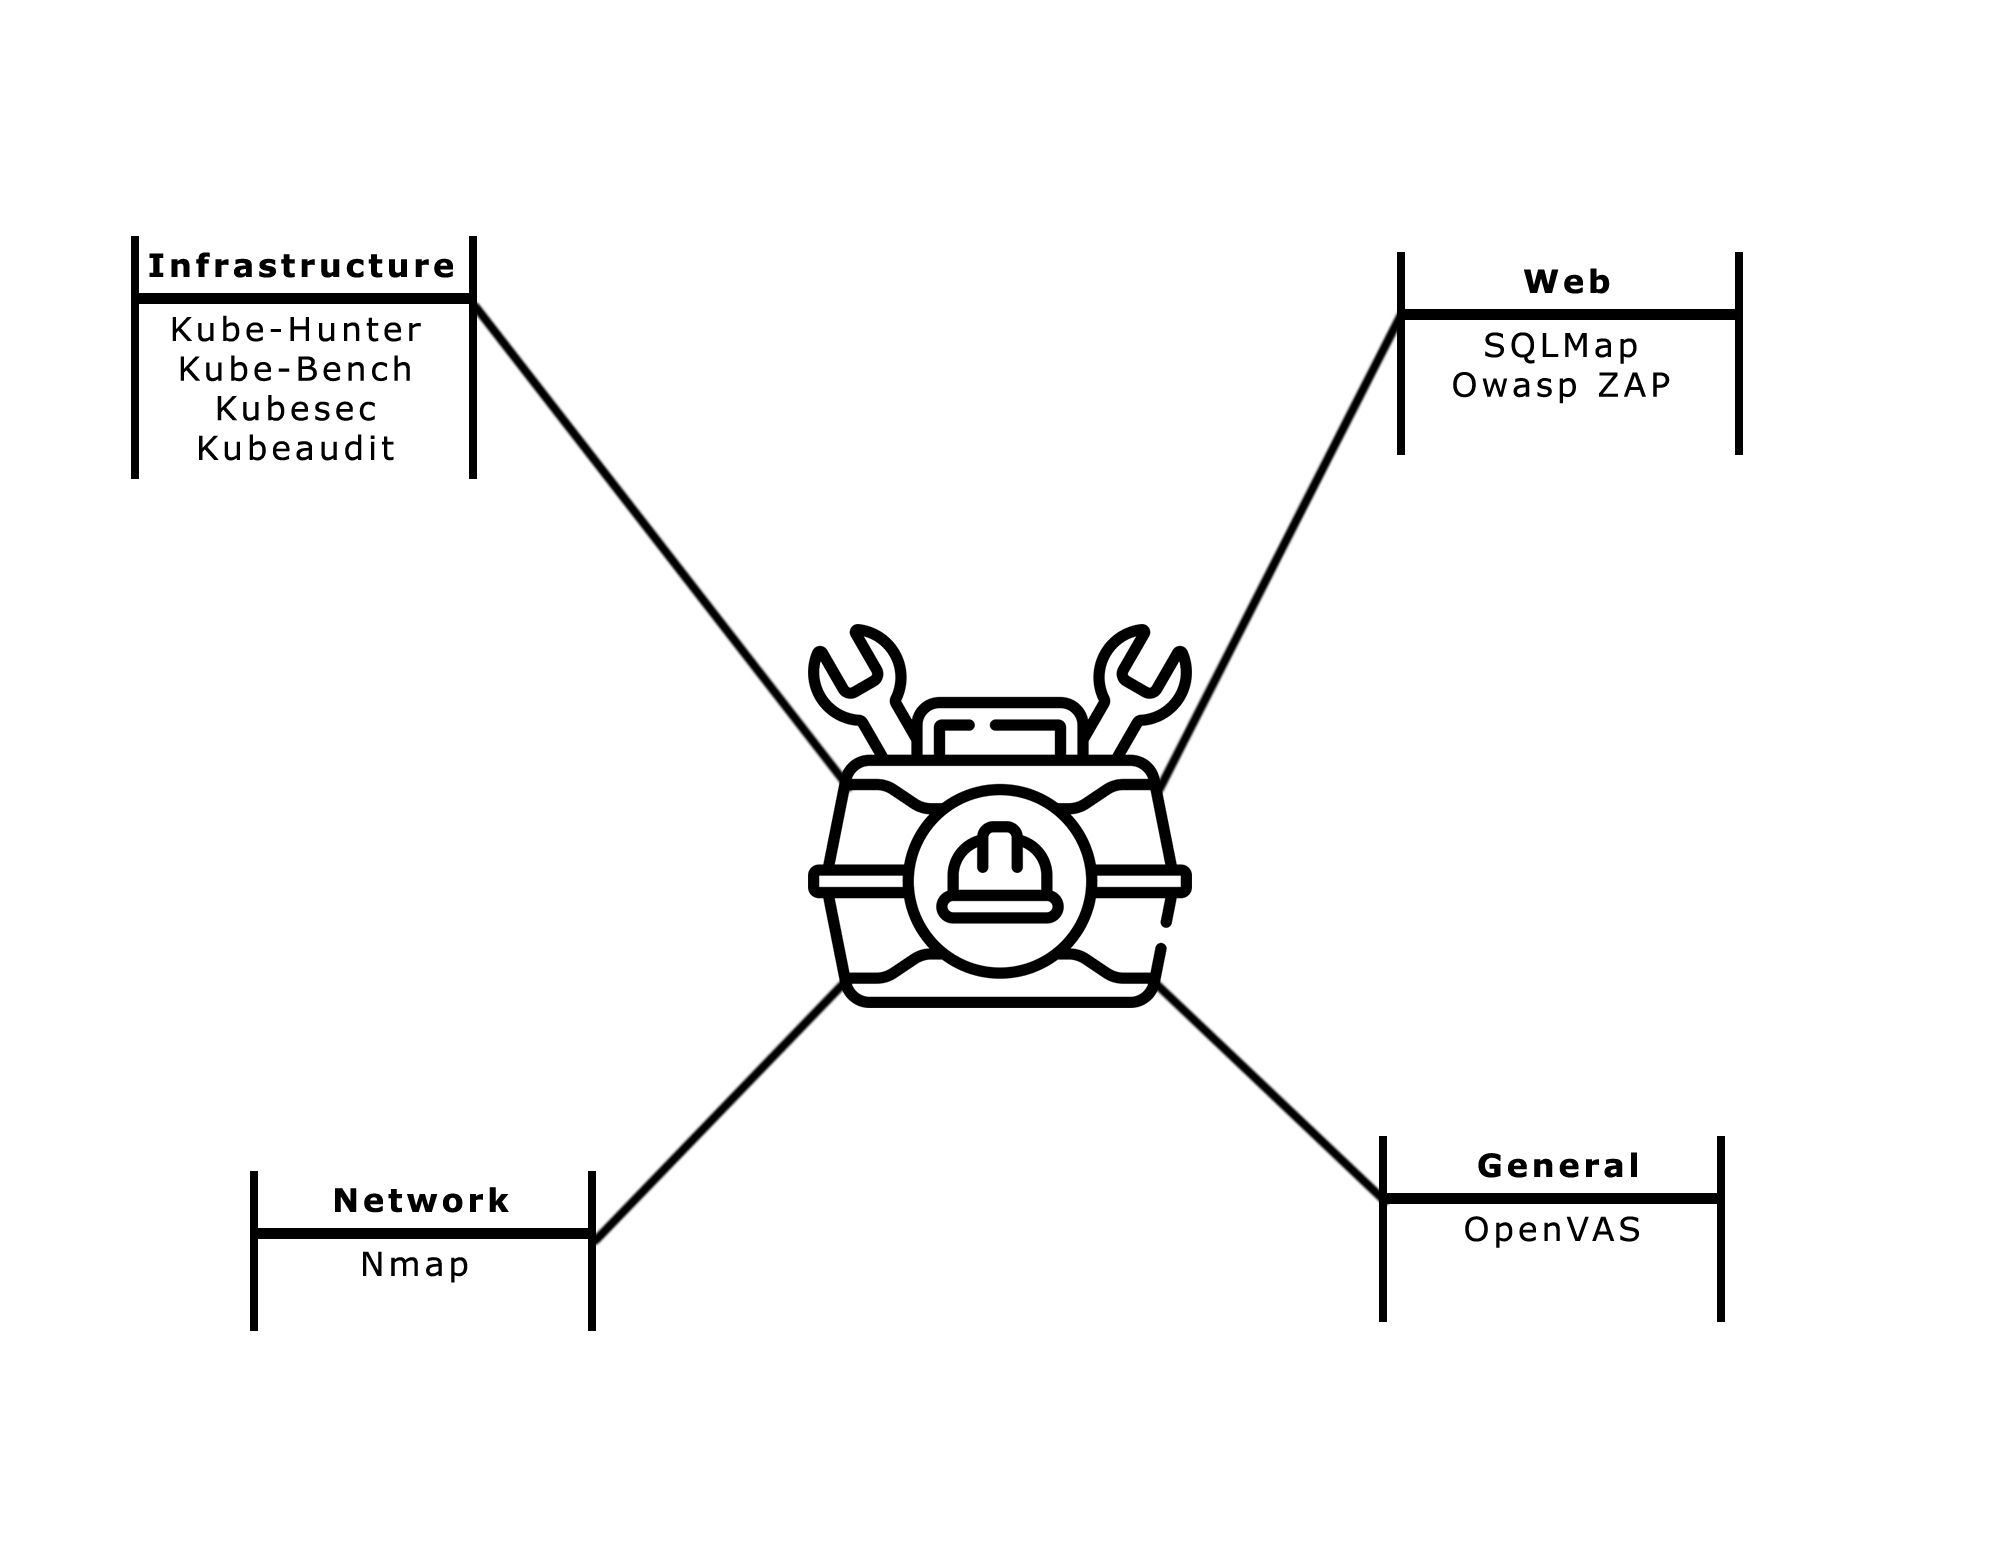 Infrastructure
Kube-Hunter
Kube-Bench
Kubesec
Kubeaudit
Web
SQLMap
Owasp ZAP
Network
Nmap
General
OpenVAS